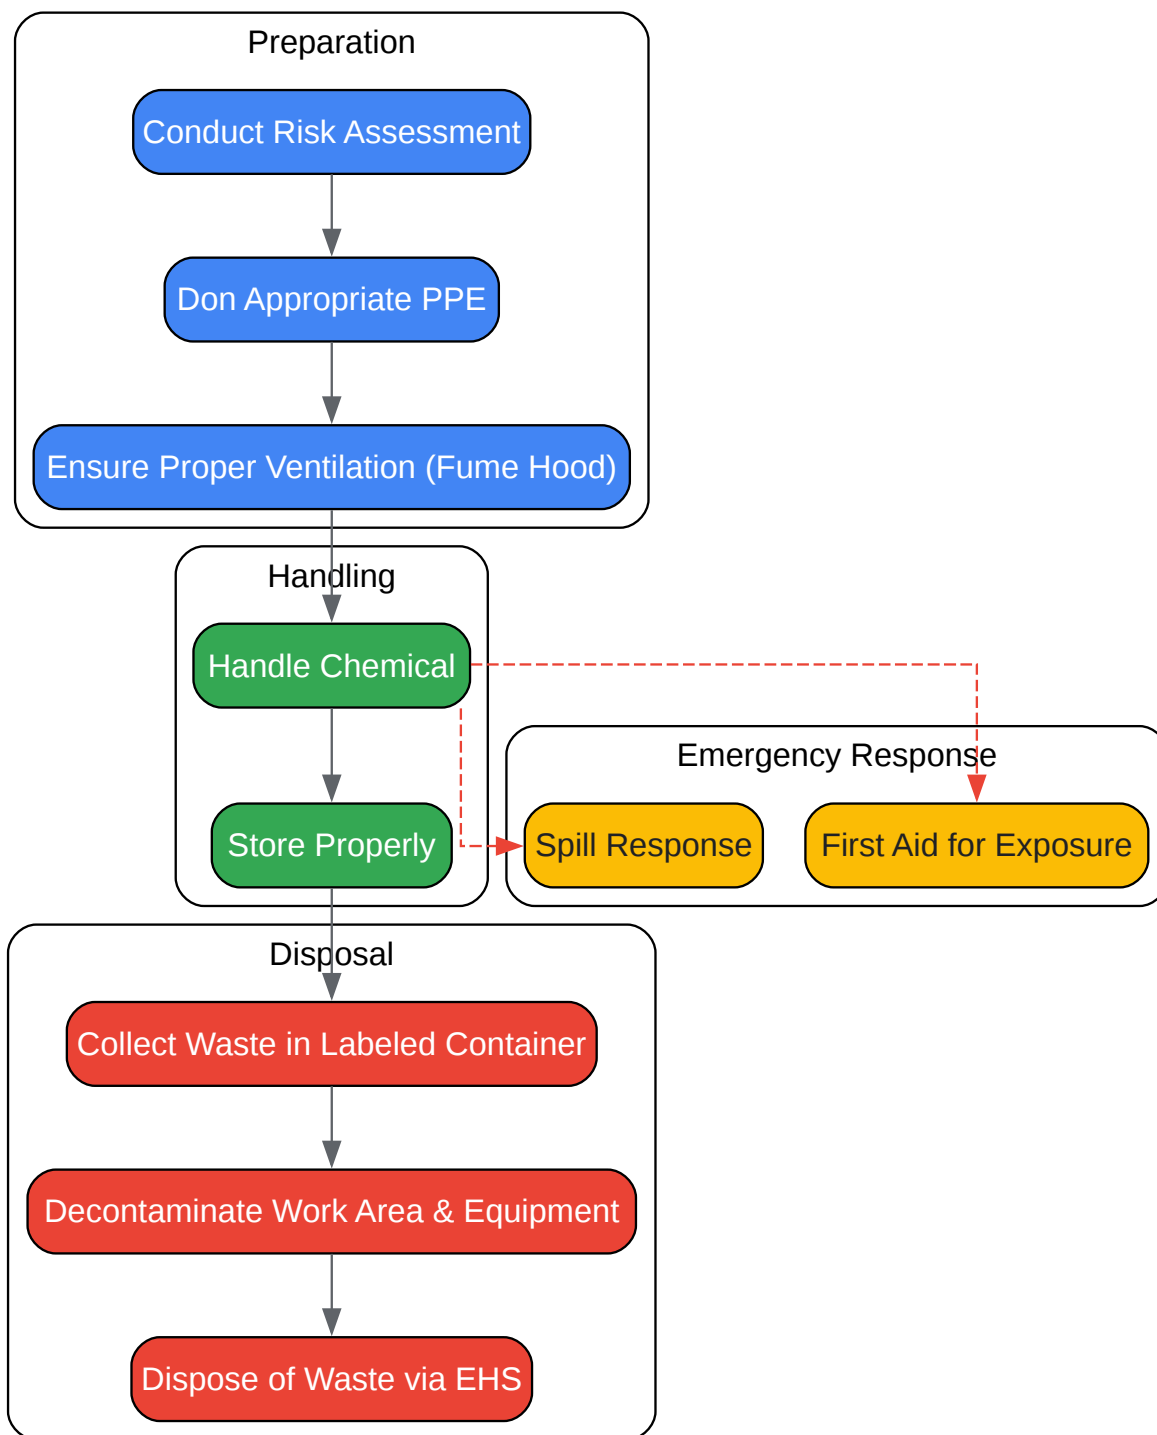 Preparation
Conduct Risk Assessment
Don Appropriate PPE
Ensure Proper Ventilation (Fume Hood)
Handling
Handle Chemical
Store Properly
Emergency Response
Spill Response
First Aid for Exposure
Disposal
Collect Waste in Labeled Container
Decontaminate Work Area & Equipment
Dispose of Waste via EHS